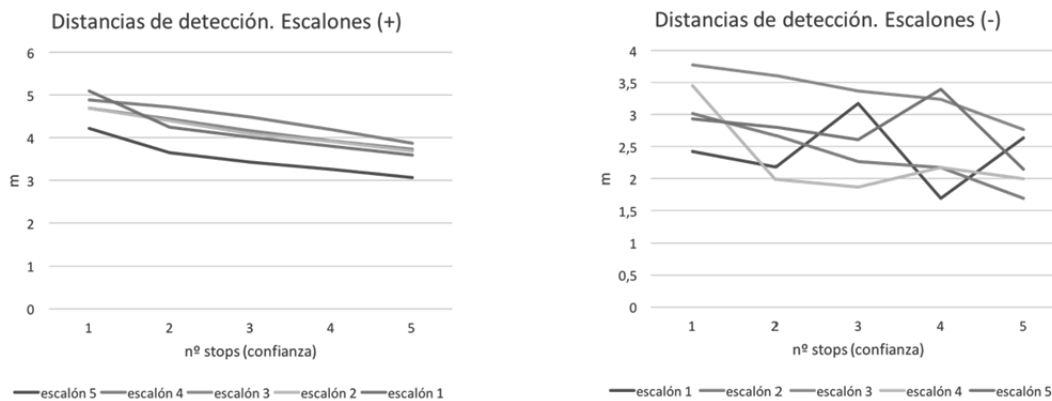 Distancias de detección. Escalones (+)
6
5
4
3
2
1
0
m
1 2 3 4 5
nº stops (confianza)
escalón 5 escalón 4 escalón 3 escalón 2 escalón 1
Distancias de detección. Escalones (-)
4
3,5
3
2,5
2
1,5
1
0,5
0
m
1 2 3 4 5
nº stops (confianza)
escalón 1 escalón 2 escalón 3 escalón 4 escalón 5